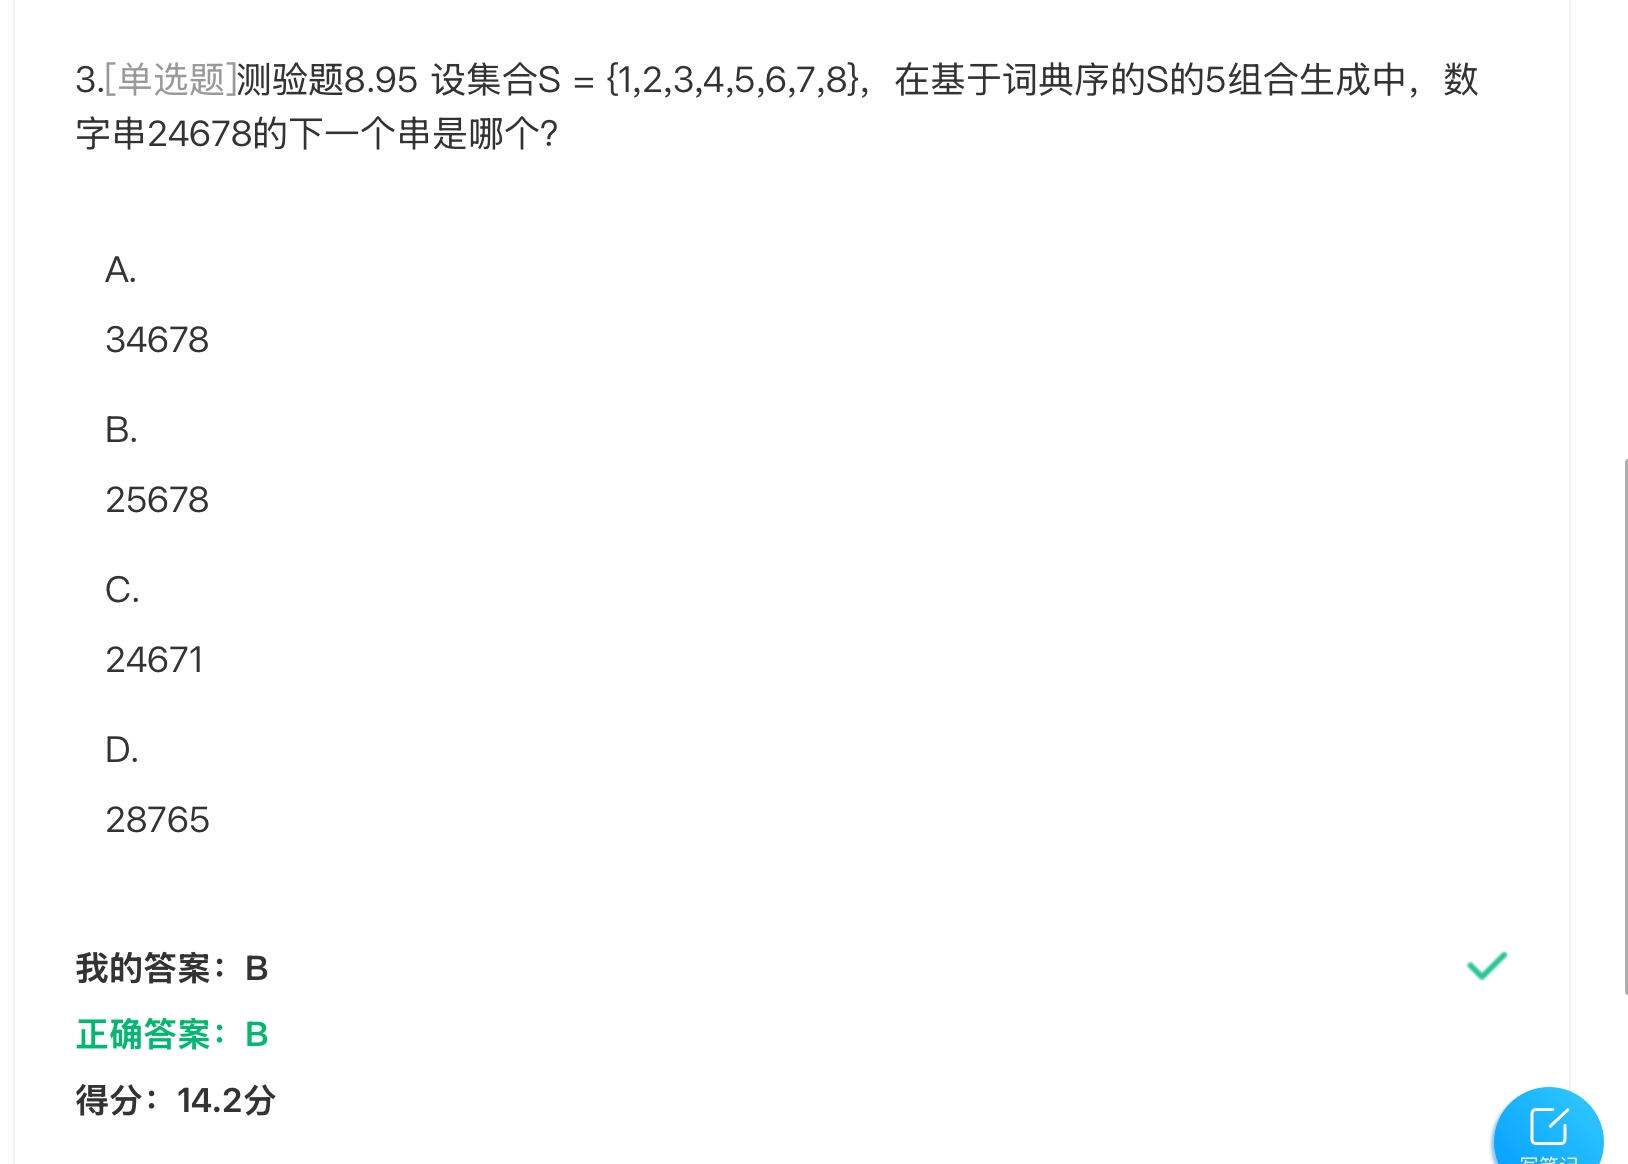 3.[单选题]测验题8.95 设集合S = {1,2,3,4,5,6,7,8}，在基于词典序的S的5组合生成中，数
字串24678的下一个串是哪个?
A.
34678
B.
25678
C.
24671
D.
28765
我的答案：B
正确答案：B
得分：14.2分